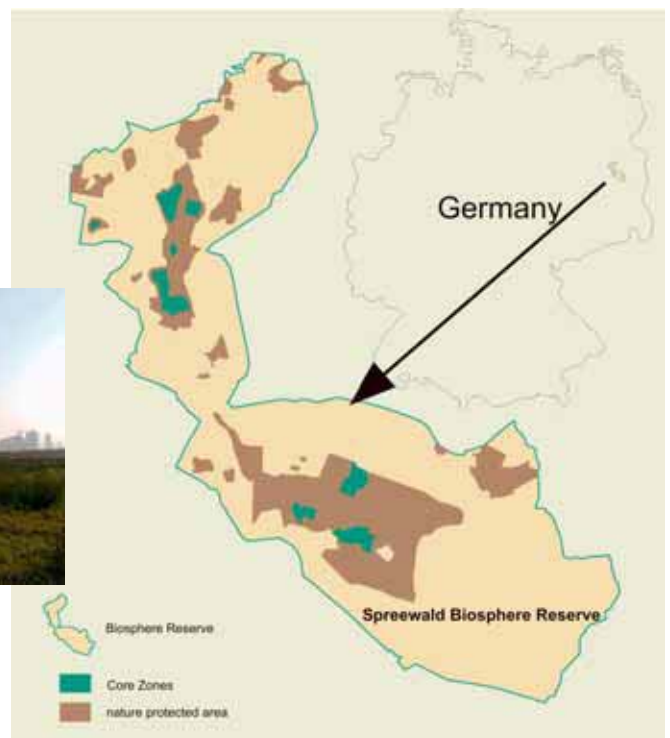 Germany
Spreewald Biosphere Reserve
Biosphere Reserve
Core Zones
nature protected area